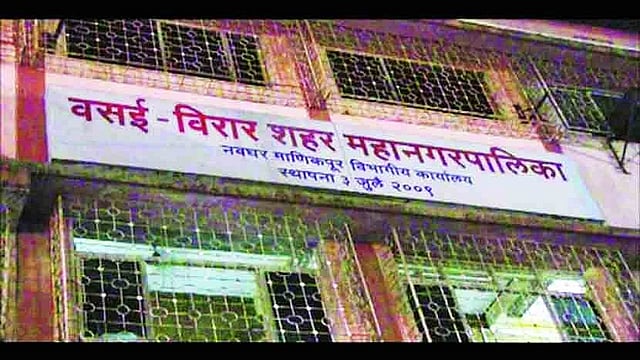 वसई - विरार शहर महानगरपालिका
नवघर माणिकपूर विभागीय कार्यालय
स्थापना ३ जुलै २००९